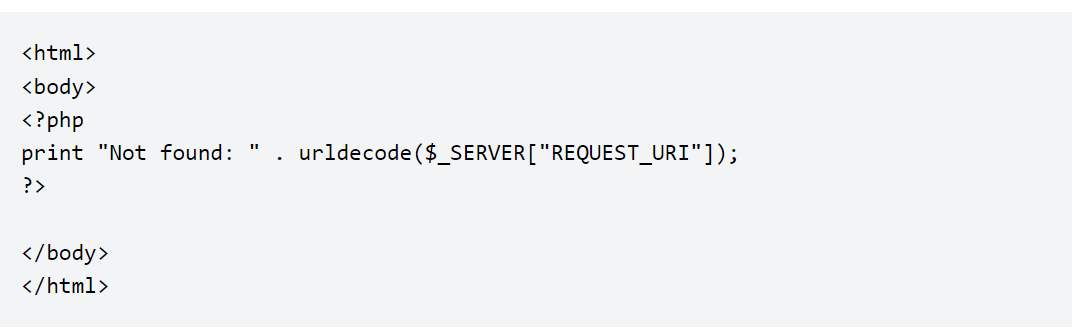 <html>
<body>
<?php
print "Not found: " . urldecode($_SERVER["REQUEST_URI"]);
?>
</body>
</html>